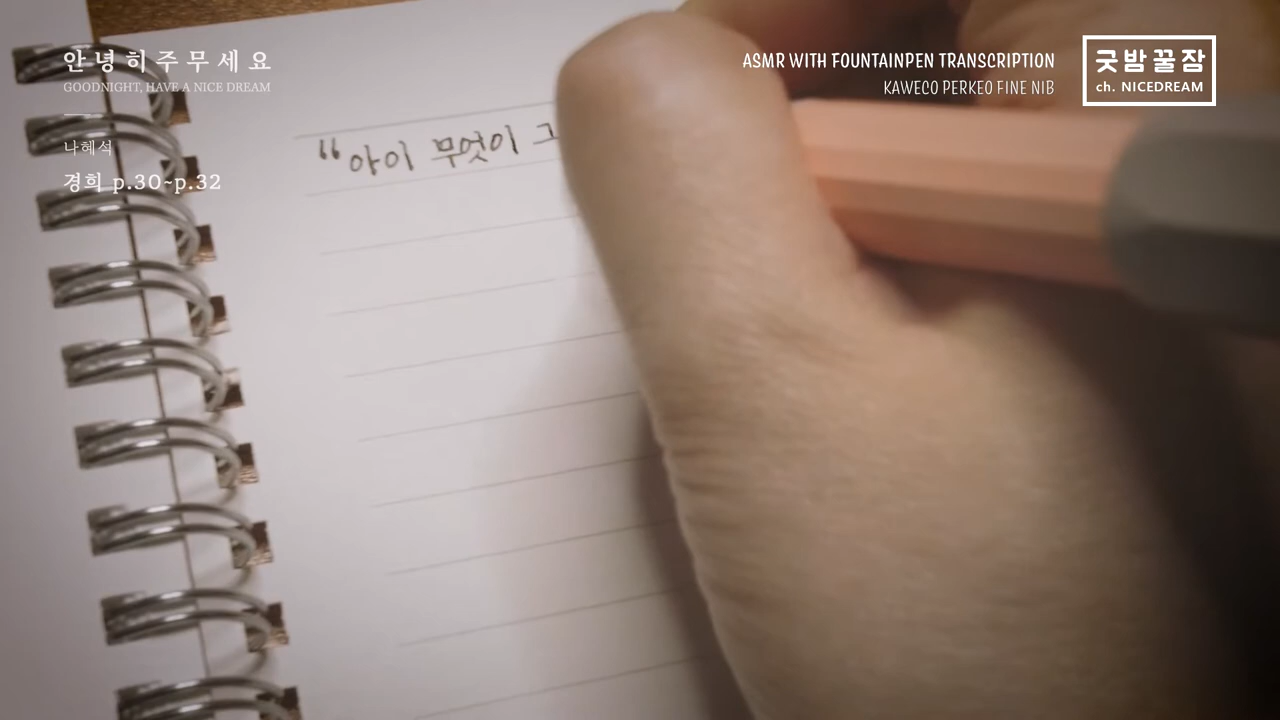 안녕히주무세요
GOODNIGHT, HAVE A NICE DREAM
나혜석
경희 p.30~p.32
ASMR WITH FOUNTAINPEN TRANSCRIPTION
KAWECO PERKEO FINE NIB
굿밤꿀잠
ch. NICEDREAM
“아이 무엇이 그